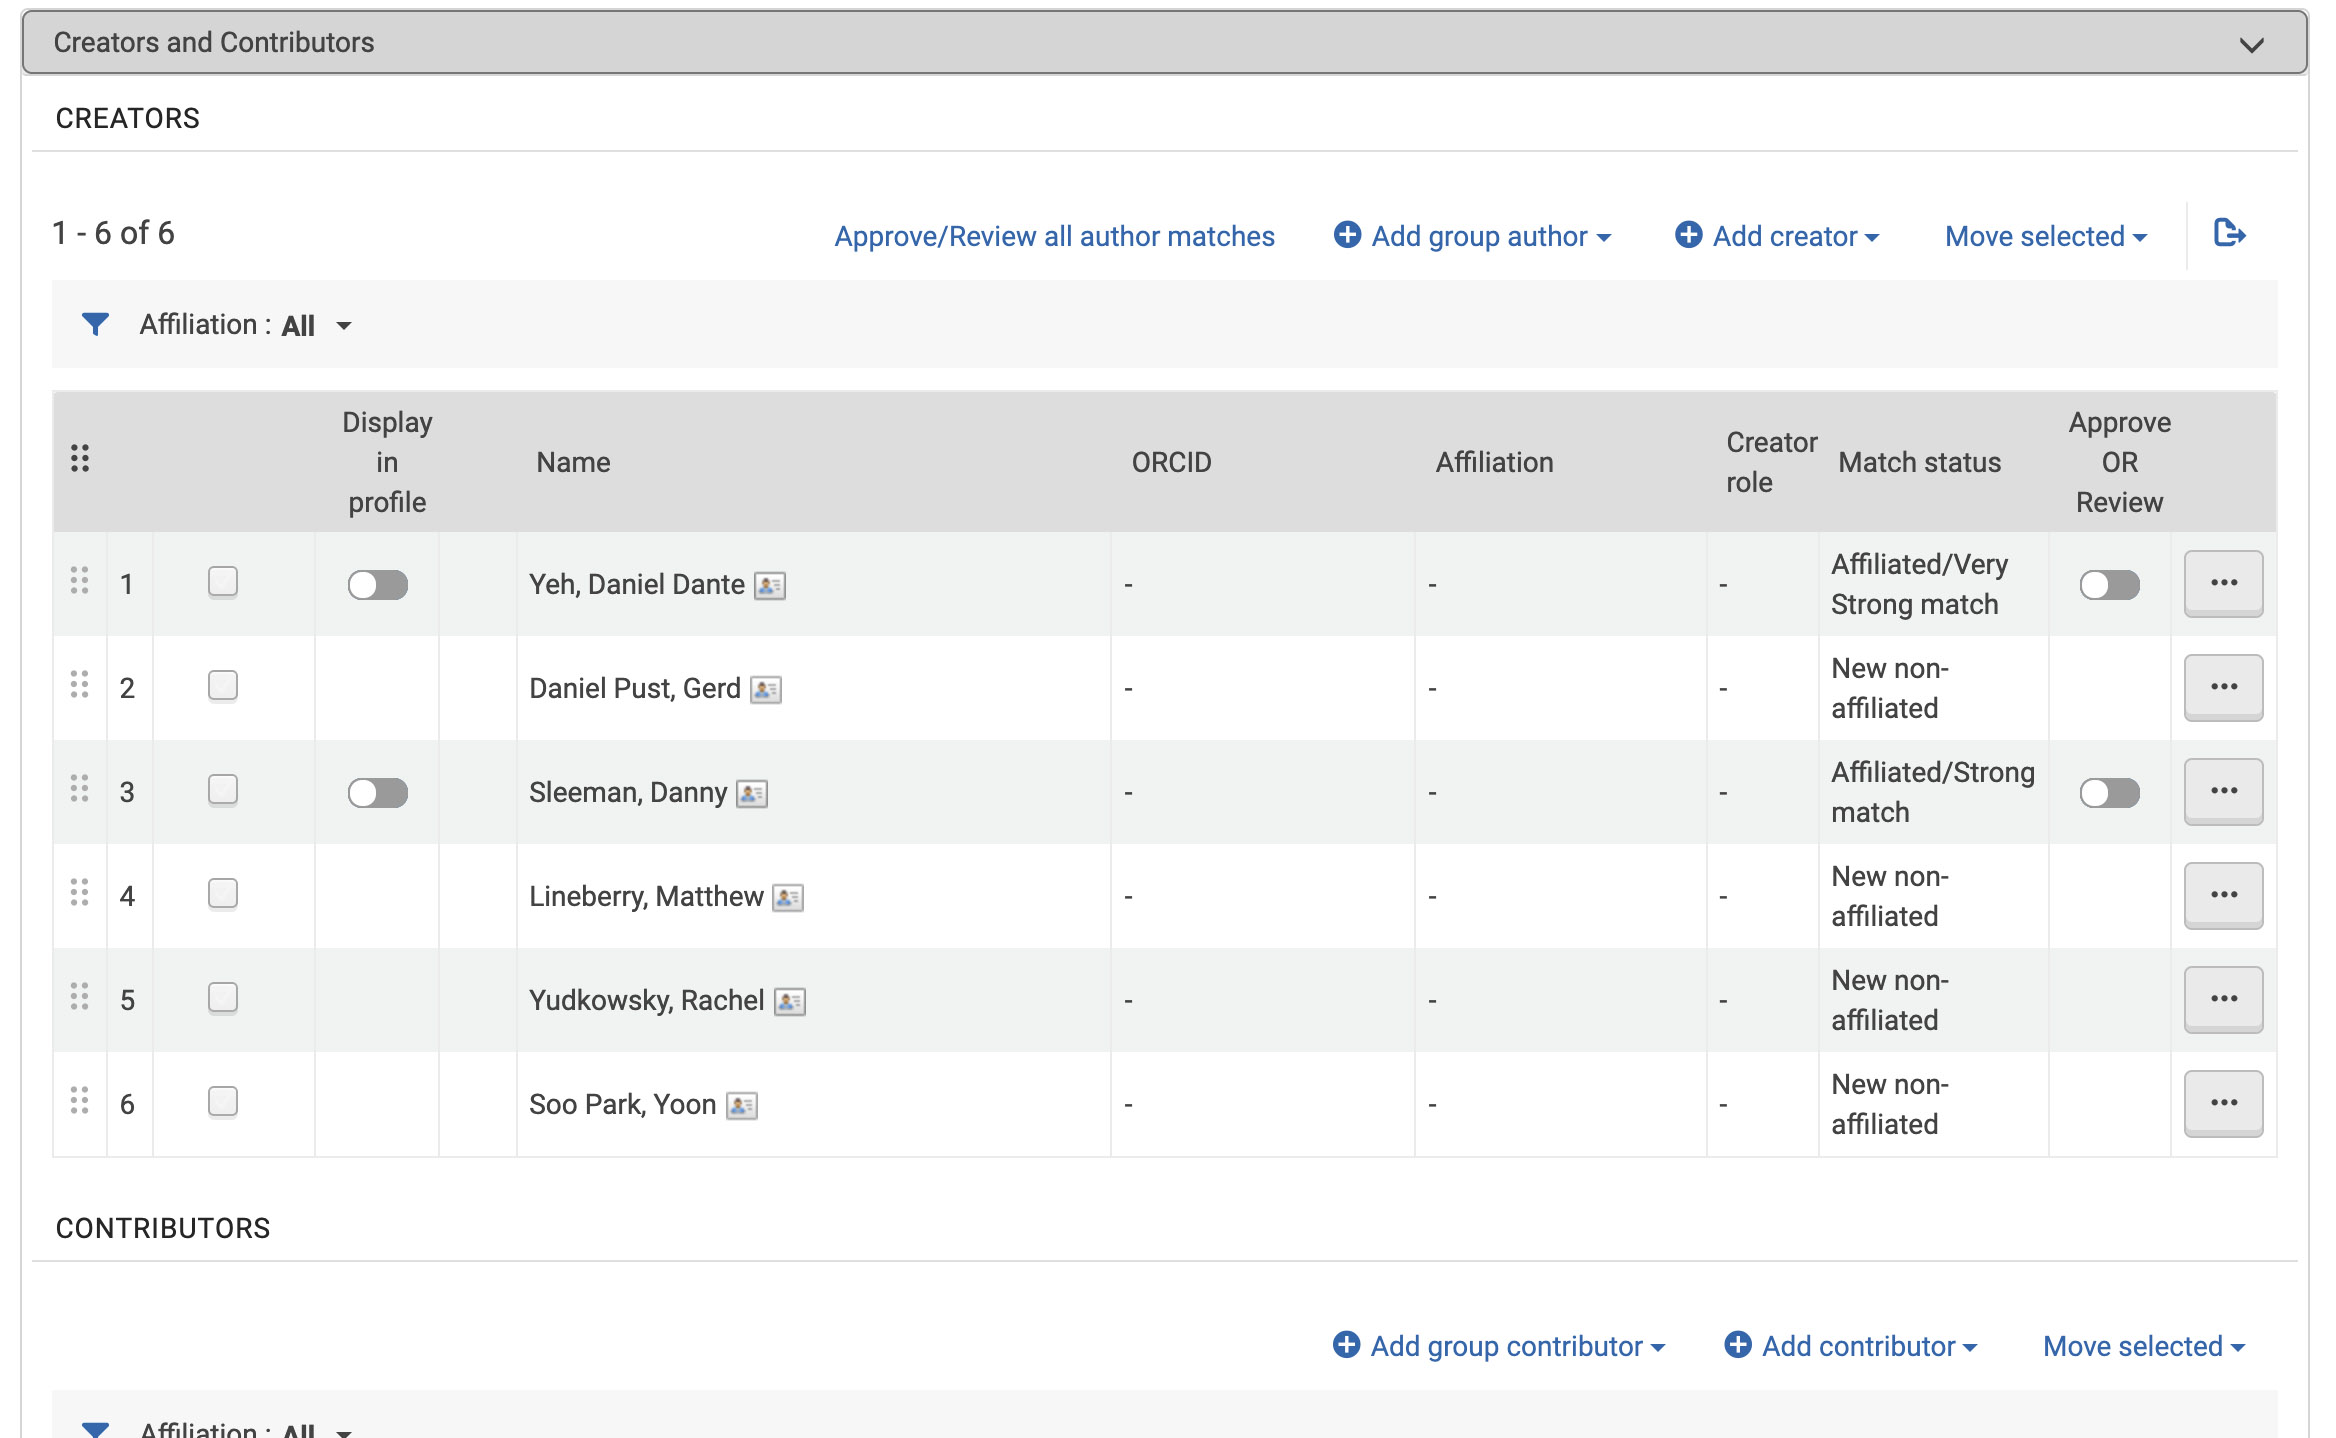 Creators and Contributors
CREATORS
1 - 6 of 6
Approve/Review all author matches
Add group author
Add creator
Move selected
Affiliation : All
Display in profile
Name
ORCID
Affiliation
Creator role
Match status
Approve OR Review
1 Yeh, Daniel Dante - - - Affiliated/Very Strong match
2 Daniel Pust, Gerd - - - New non-affiliated
3 Sleeman, Danny - - - Affiliated/Strong match
4 Lineberry, Matthew - - - New non-affiliated
5 Yudkowsky, Rachel - - - New non-affiliated
6 Soo Park, Yoon - - - New non-affiliated
CONTRIBUTORS
Add group contributor
Add contributor
Move selected
Affiliation : All